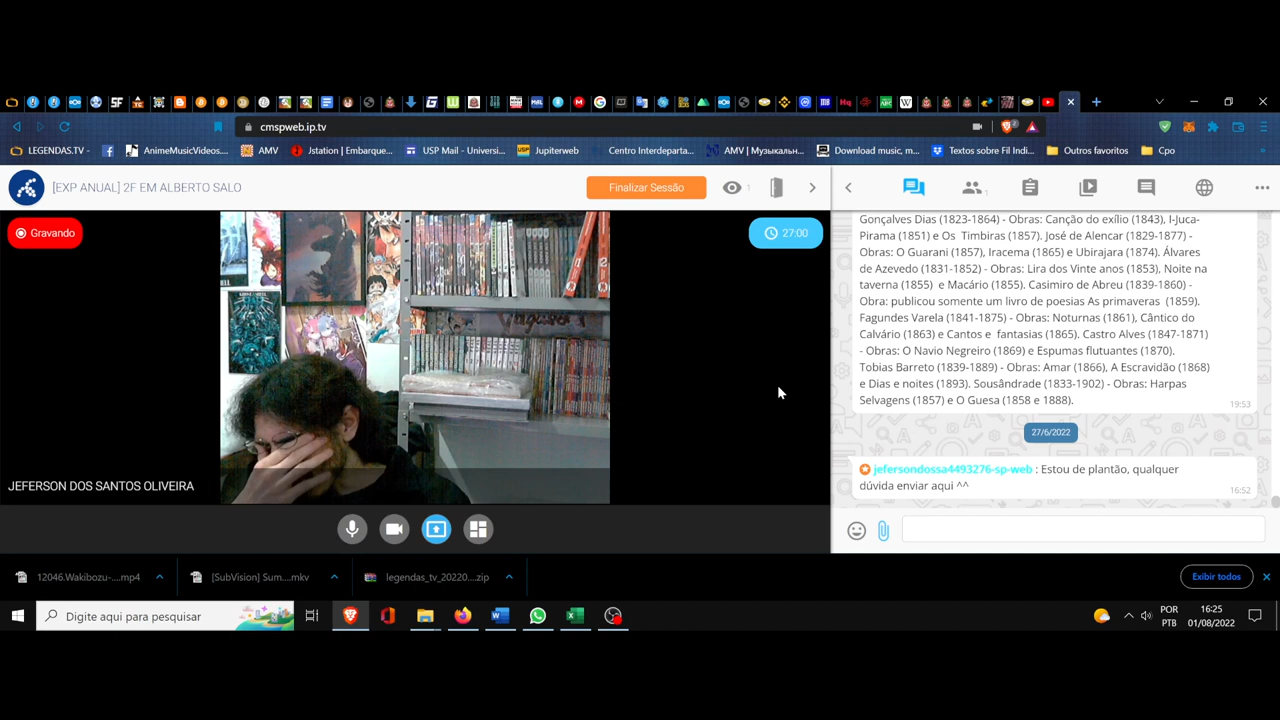 cmspweb.ip.tv
2
LEGENDAS.TV -
AnimeMusicVideos...
AMV
Jstation | Embarque...
USP Mail - Universi...
Jupiterweb
Centro Interdeparta...
AMV | Музыкальн...
Download music, m...
Textos sobre Fil Indi...
Outros favoritos
Cpo
[EXP ANUAL] 2F EM ALBERTO SALO
Finalizar Sessão
1
1
Gravando
27:00
JEFERSON DOS SANTOS OLIVEIRA
Gonçalves Dias (1823-1864) - Obras: Canção do exílio (1843), I-Juca-
Pirama (1851) e Os Timbiras (1857). José de Alencar (1829-1877) -
Obras: O Guarani (1857), Iracema (1865) e Ubirajara (1874). Álvares
de Azevedo (1831-1852) - Obras: Lira dos Vinte anos (1853), Noite na
taverna (1855) e Macário (1855). Casimiro de Abreu (1839-1860) -
Obra: publicou somente um livro de poesias As primaveras (1859).
Fagundes Varela (1841-1875) - Obras: Noturnas (1861), Cântico do
Calvário (1863) e Cantos e fantasias (1865). Castro Alves (1847-1871)
- Obras: O Navio Negreiro (1869) e Espumas flutuantes (1870).
Tobias Barreto (1839-1889) - Obras: Amar (1866), A Escravidão (1868)
e Dias e noites (1893). Sousândrade (1833-1902) - Obras: Harpas
Selvagens (1857) e O Guesa (1858 e 1888).
19:53
27/6/2022
jefersondossa4493276-sp-web : Estou de plantão, qualquer
dúvida enviar aqui ^^
16:52
12046.Wakibozu-....mp4
[SubVision] Sum....mkv
legendas_tv_20220....zip
Exibir todos
Digite aqui para pesquisar
POR
PTB
16:25
01/08/2022